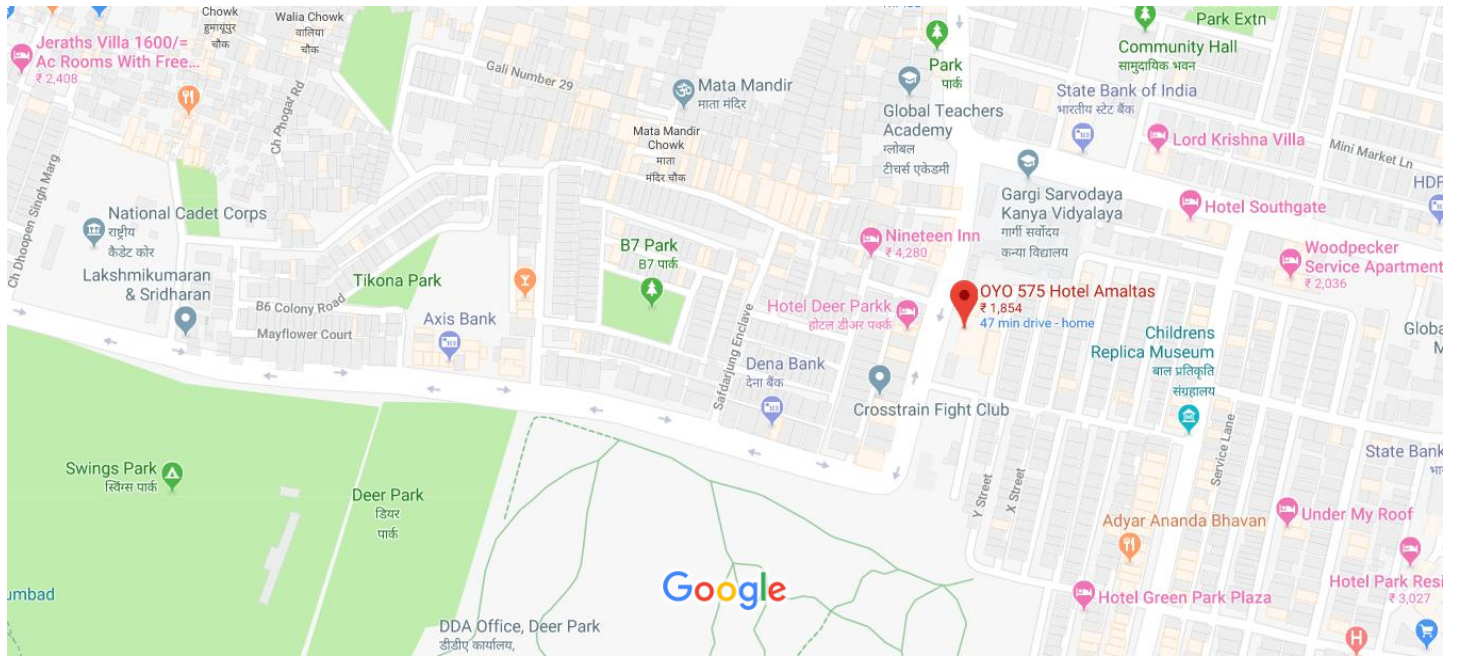 Chowk
हुमायूंपुर
चौक
Walia Chowk
वालिया
चौक
Jeraths Villa 1600/=
Ac Rooms With Free...
₹ 2,408
Ch Phogat Rd
Gali Number 29
Mata Mandir
माता मंदिर
Mata Mandir
Chowk
माता
मंदिर चौक
Park
पार्क
Global Teachers
Academy
ग्लोबल
टीचर्स एकेडमी
Park Extn
Community Hall
सामुदायिक भवन
State Bank of India
भारतीय स्टेट बैंक
Lord Krishna Villa
Mini Market Ln
HDF
Gargi Sarvodaya
Kanya Vidyalaya
गार्गी सर्वोदय
कन्या विद्यालय
Hotel Southgate
Woodpecker
Service Apartment
₹ 2,036
Ch Dhoopen Singh Marg
National Cadet Corps
राष्ट्रीय
कैडेट कोर
Lakshmikumaran
& Sridharan
Tikona Park
B6 Colony Road
Mayflower Court
Axis Bank
B7 Park
B7 पार्क
Nineteen Inn
₹ 4,280
Hotel Deer Parkk
होटल डीअर पर्क्क
OYO 575 Hotel Amaltas
₹ 1,854
47 min drive - home
Safdarjung Enclave
Dena Bank
देना बैंक
Crosstrain Fight Club
Childrens
Replica Museum
बाल प्रतिकृति
संग्रहालय
Globa
Service Lane
State Bank
Swings Park
स्विंग्स पार्क
Deer Park
डियर
पार्क
Y Street
X Street
Adyar Ananda Bhavan
Under My Roof
Hotel Park Resi
₹ 3,027
Hotel Green Park Plaza
umbad
Google
DDA Office, Deer Park
डीडीए कार्यालय,
H